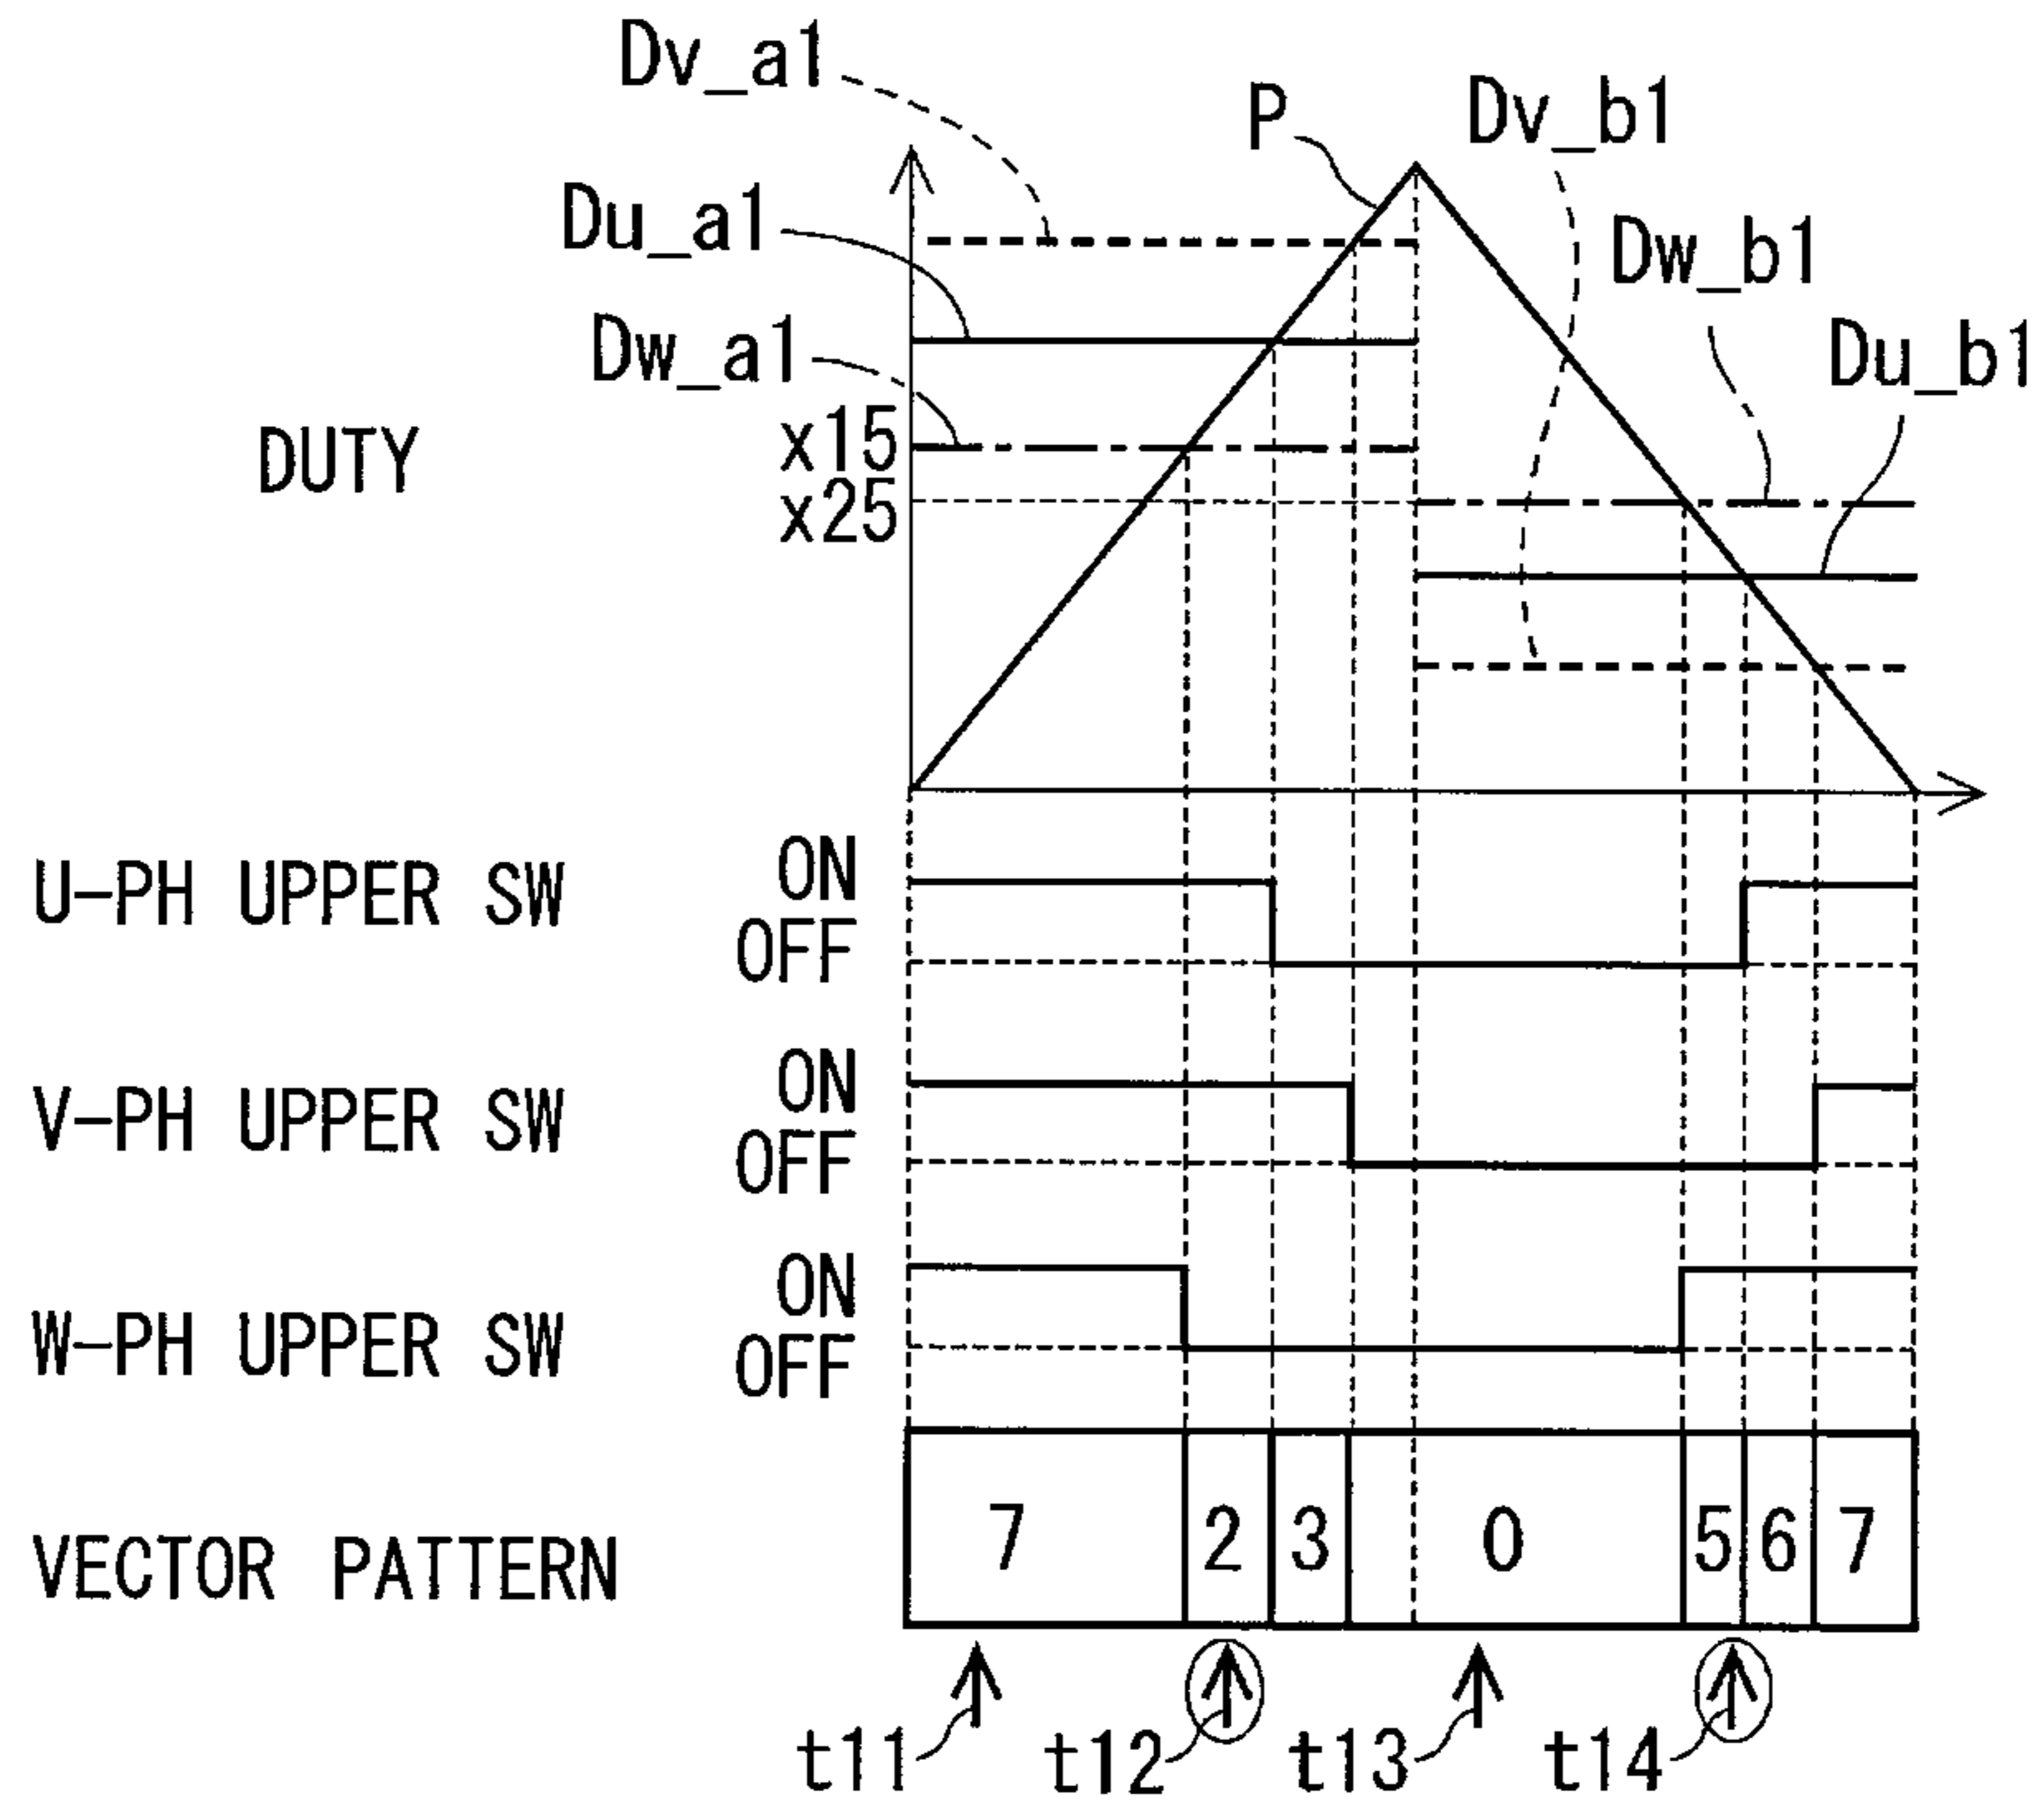 Dv_a1
P
Dv_b1
Du_a1
Dw_b1
Dw_a1
Du_b1
DUTY
x15
x25
U-PH UPPER SW
ON
OFF
V-PH UPPER SW
ON
OFF
W-PH UPPER SW
ON
OFF
VECTOR PATTERN
7 2 3 0 5 6 7
t11 t12 t13 t14